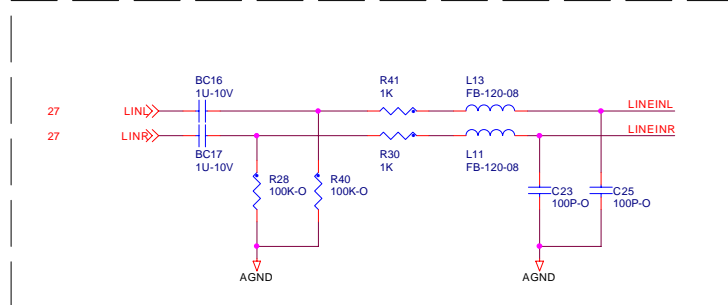 BC16
1U-10V
R41
1K
L13
FB-120-08
27
LINL
LINEINL
27
LINR
LINEINR
BC17
1U-10V
R30
1K
L11
FB-120-08
R28
100K-O
R40
100K-O
C23
100P-O
C25
100P-O
AGND
AGND